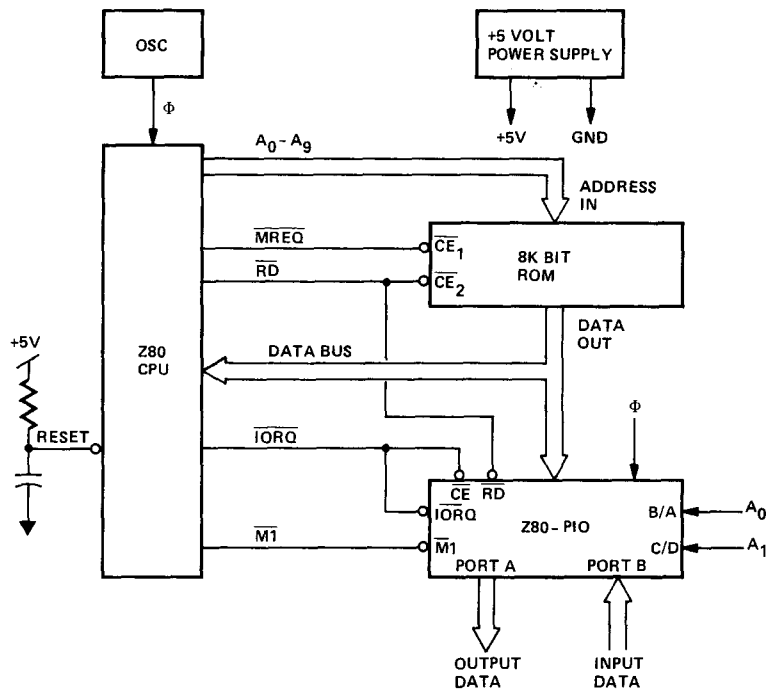 OSC
+5 VOLT
POWER SUPPLY
Φ
+5V
GND
A₀-A₉
ADDRESS
IN
MREQ
CE₁
8K BIT
ROM
RD
CE₂
DATA
OUT
+5V
Z80
CPU
DATA BUS
Φ
RESET
IORQ
CE
RD
IORQ
Z80-PIO
B/A
A₀
M1
M1
C/D
A₁
PORT A
PORT B
OUTPUT
DATA
INPUT
DATA